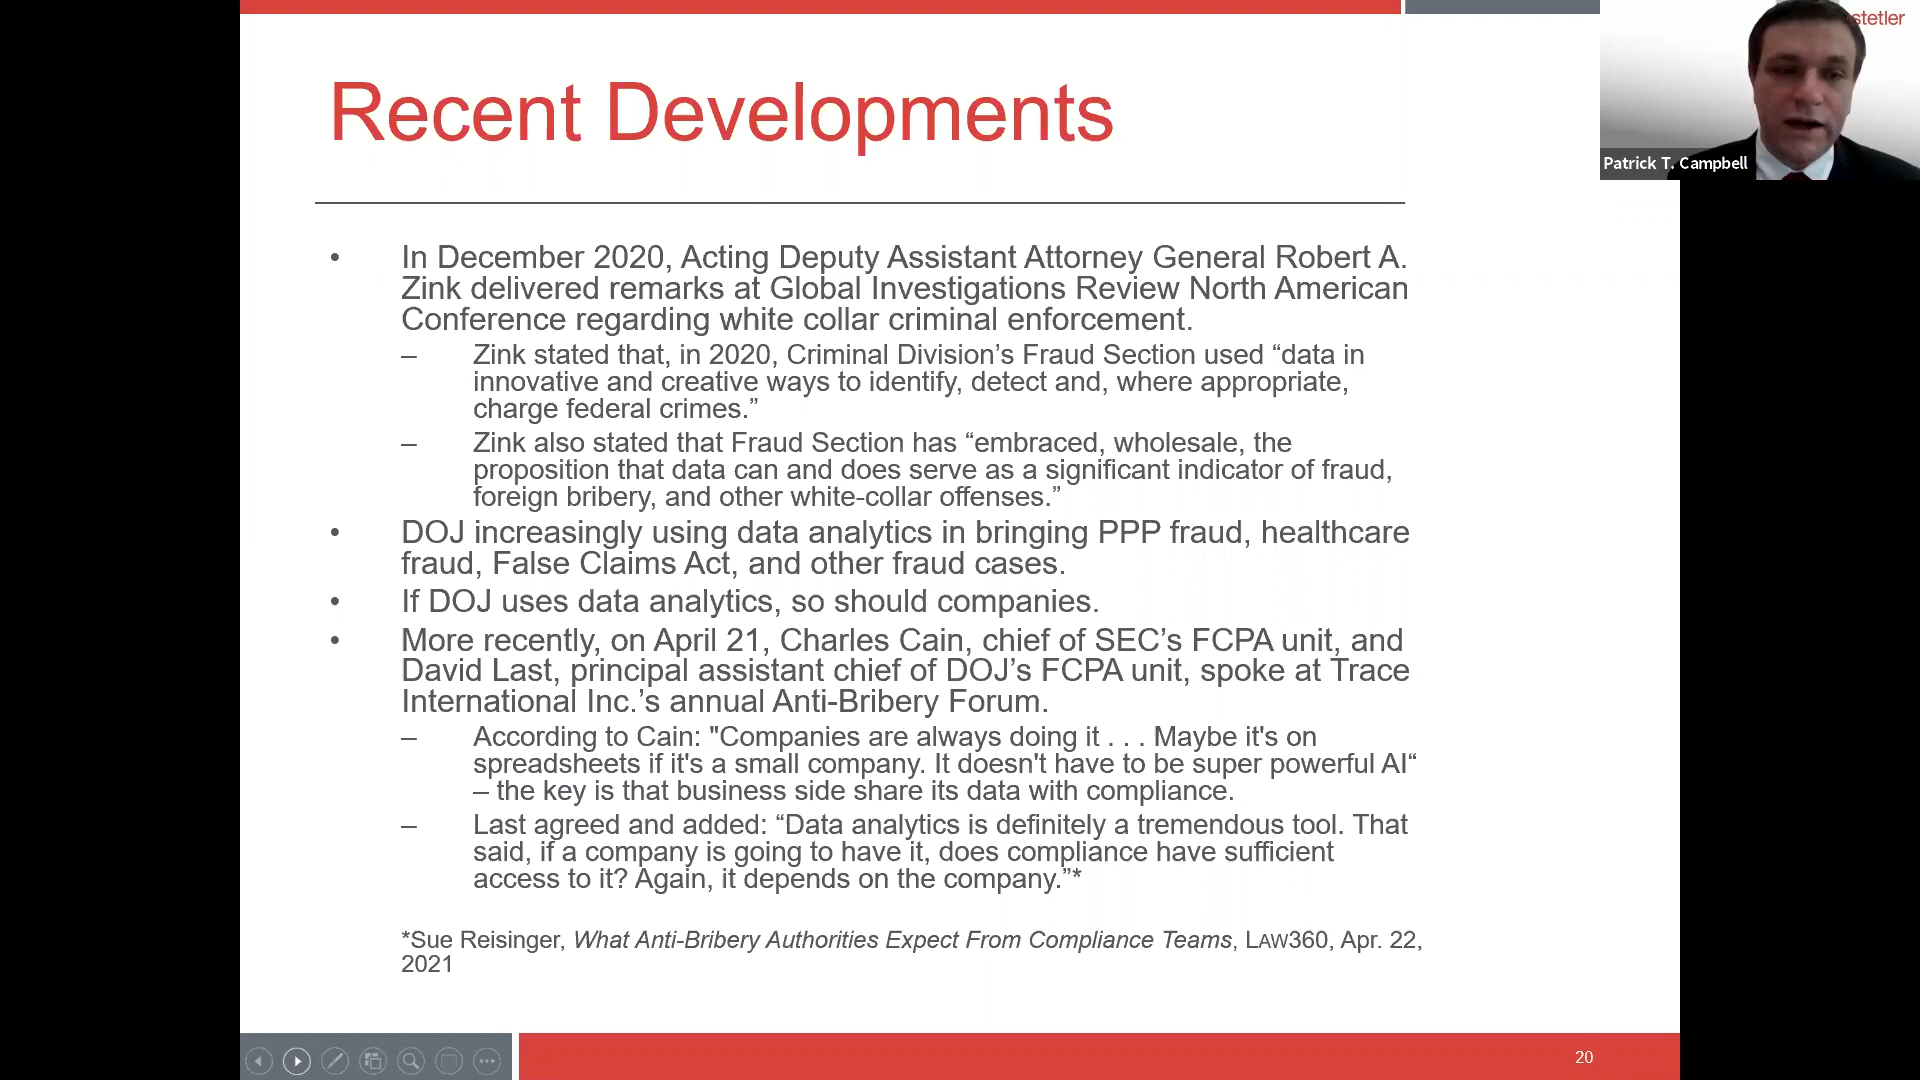 stetler
Patrick T. Campbell
Recent Developments
• In December 2020, Acting Deputy Assistant Attorney General Robert A.
Zink delivered remarks at Global Investigations Review North American
Conference regarding white collar criminal enforcement.
– Zink stated that, in 2020, Criminal Division’s Fraud Section used “data in
innovative and creative ways to identify, detect and, where appropriate,
charge federal crimes.”
– Zink also stated that Fraud Section has “embraced, wholesale, the
proposition that data can and does serve as a significant indicator of fraud,
foreign bribery, and other white-collar offenses.”
• DOJ increasingly using data analytics in bringing PPP fraud, healthcare
fraud, False Claims Act, and other fraud cases.
• If DOJ uses data analytics, so should companies.
• More recently, on April 21, Charles Cain, chief of SEC’s FCPA unit, and
David Last, principal assistant chief of DOJ’s FCPA unit, spoke at Trace
International Inc.’s annual Anti-Bribery Forum.
– According to Cain: "Companies are always doing it . . . Maybe it's on
spreadsheets if it's a small company. It doesn't have to be super powerful AI“
– the key is that business side share its data with compliance.
– Last agreed and added: “Data analytics is definitely a tremendous tool. That
said, if a company is going to have it, does compliance have sufficient
access to it? Again, it depends on the company.”*
*Sue Reisinger, What Anti-Bribery Authorities Expect From Compliance Teams, LAW360, Apr. 22,
2021
20